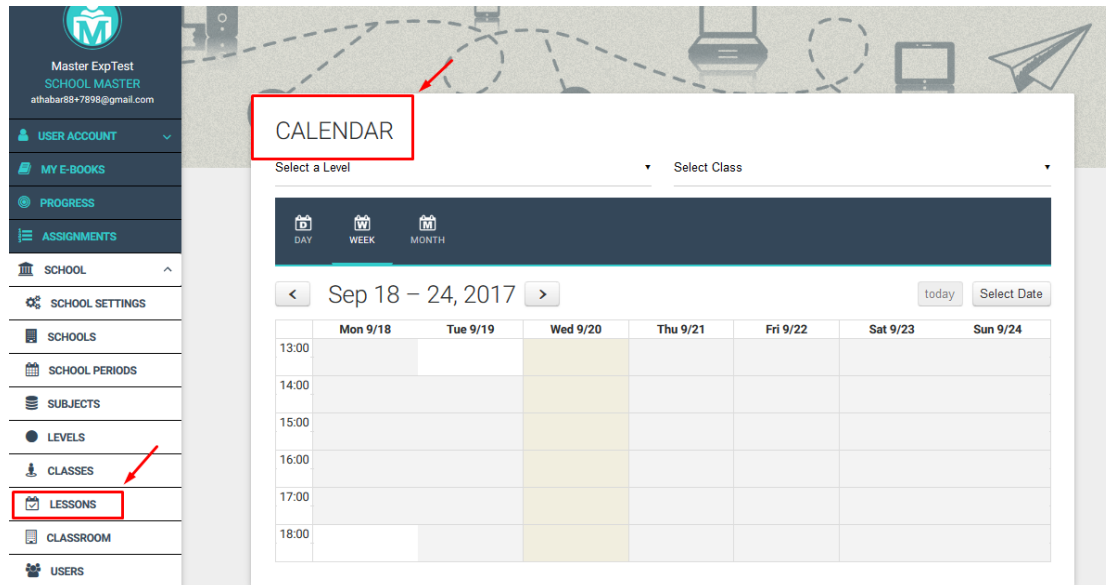 Master ExpTest
SCHOOL MASTER
athabar88+7898@gmail.com
USER ACCOUNT
MY E-BOOKS
PROGRESS
ASSIGNMENTS
SCHOOL
SCHOOL SETTINGS
SCHOOLS
SCHOOL PERIODS
SUBJECTS
LEVELS
CLASSES
LESSONS
CLASSROOM
USERS
CALENDAR
Select a Level Select Class
D W M
DAY WEEK MONTH
Sep 18 – 24, 2017 today Select Date
Mon 9/18 Tue 9/19 Wed 9/20 Thu 9/21 Fri 9/22 Sat 9/23 Sun 9/24
13:00
14:00
15:00
16:00
17:00
18:00